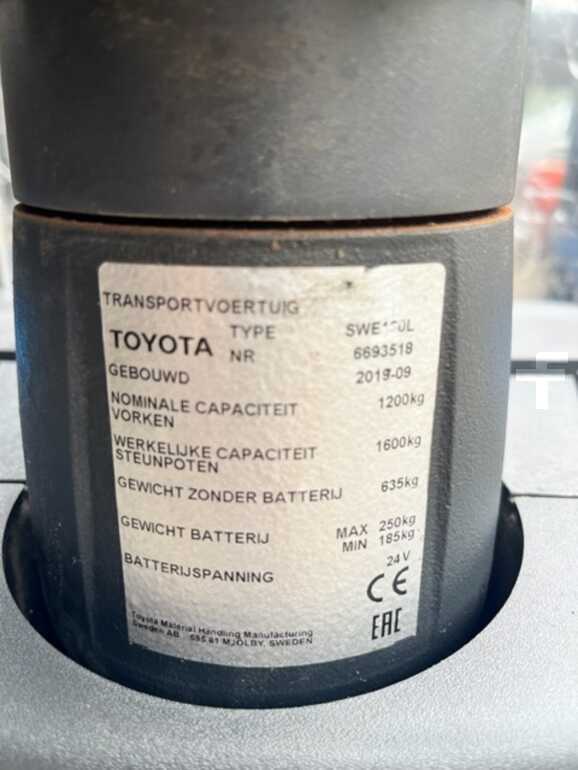 TRANSPORTVOERTUIG
TOYOTA TYPE
NR 6693518
GEBOUWD 2019-09
NOMINALE CAPACITEIT 1200kg
VORKEN
WERKELIJKE CAPACITEIT 1600kg
STEUNPOTEN
GEWICHT ZONDER BATTERIJ 635kg
GEWICHT BATTERIJ MAX 250kg
MIN 185kg
BATTERIJSPANNING 24V
CE
EAC
Toyota Material Handling Manufacturing
Sweden AB 595 81 MJÖLBY, SWEDEN